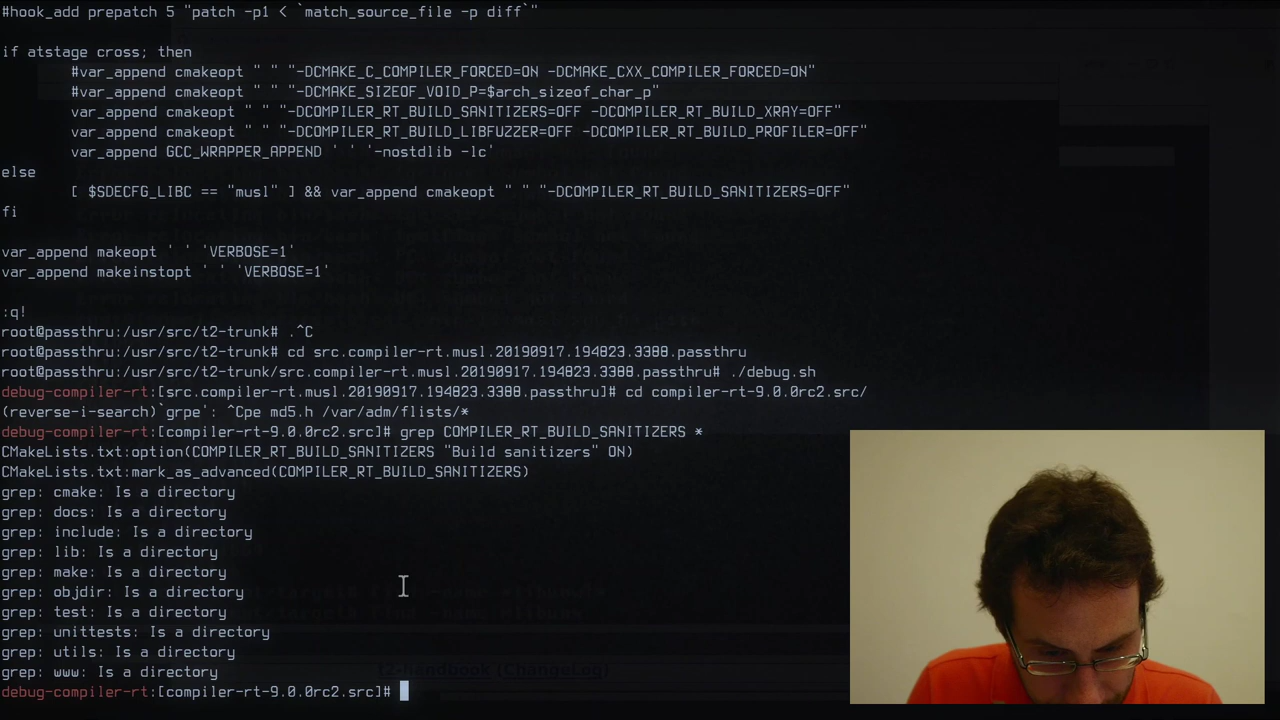 #hook_add prepatch 5 "patch -p1 < `match_source_file -p diff`"
if atstage cross; then
#var_append cmakeopt " " "-DCMAKE_C_COMPILER_FORCED=ON -DCMAKE_CXX_COMPILER_FORCED=ON"
#var_append cmakeopt " " "-DCMAKE_SIZEOF_VOID_P=$arch_sizeof_char_p"
var_append cmakeopt " " "-DCOMPILER_RT_BUILD_SANITIZERS=OFF -DCOMPILER_RT_BUILD_XRAY=OFF"
var_append cmakeopt " " "-DCOMPILER_RT_BUILD_LIBFUZZER=OFF -DCOMPILER_RT_BUILD_PROFILER=OFF"
var_append GCC_WRAPPER_APPEND ' ' '-nostdlib -lc'
else
[ $SDECFG_LIBC == "musl" ] && var_append cmakeopt " " "-DCOMPILER_RT_BUILD_SANITIZERS=OFF"
fi
var_append makeopt ' ' 'VERBOSE=1'
var_append makeinstopt ' ' 'VERBOSE=1'
:q!
root@passthru:/usr/src/t2-trunk# .^C
root@passthru:/usr/src/t2-trunk# cd src.compiler-rt.musl.20190917.194823.3388.passthru
root@passthru:/usr/src/t2-trunk/src.compiler-rt.musl.20190917.194823.3388.passthru# ./debug.sh
debug-compiler-rt:[src.compiler-rt.musl.20190917.194823.3388.passthru]# cd compiler-rt-9.0.0rc2.src/
(reverse-i-search)`grpe': ^Cpe md5.h /var/adm/flists/*
debug-compiler-rt:[compiler-rt-9.0.0rc2.src]# grep COMPILER_RT_BUILD_SANITIZERS *
CMakeLists.txt:option(COMPILER_RT_BUILD_SANITIZERS "Build sanitizers" ON)
CMakeLists.txt:mark_as_advanced(COMPILER_RT_BUILD_SANITIZERS)
grep: cmake: Is a directory
grep: docs: Is a directory
grep: include: Is a directory
grep: lib: Is a directory
grep: make: Is a directory
grep: objdir: Is a directory
grep: test: Is a directory
grep: unittests: Is a directory
grep: utils: Is a directory
grep: www: Is a directory
(2-Handbook (ChangeLog)
debug-compiler-rt:[compiler-rt-9.0.0rc2.src]#